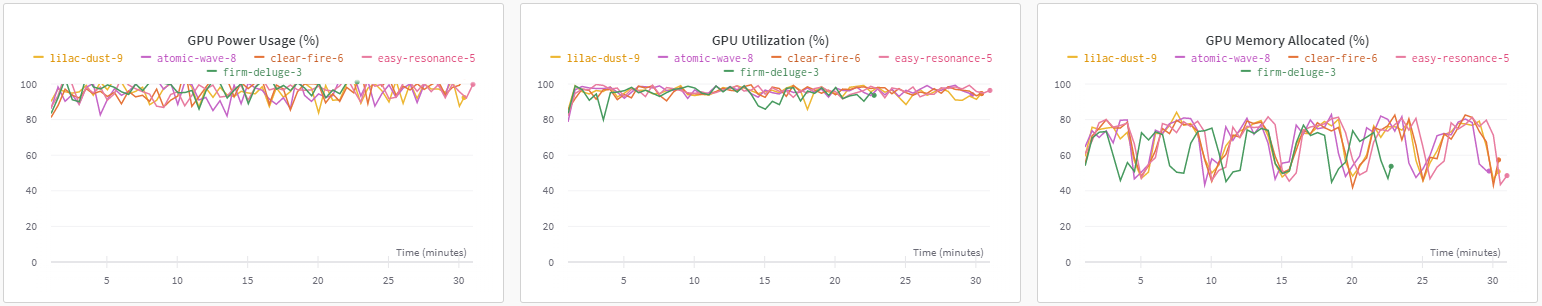 GPU Power Usage (%)
lilac-dust-9 atomic-wave-8 clear-fire-6 easy-resonance-5
firm-deluge-3
100
80
60
40
20
0
Time (minutes)
5 10 15 20 25 30
GPU Utilization (%)
lilac-dust-9 atomic-wave-8 clear-fire-6 easy-resonance-5
firm-deluge-3
100
80
60
40
20
0
Time (minutes)
5 10 15 20 25 30
GPU Memory Allocated (%)
lilac-dust-9 atomic-wave-8 clear-fire-6 easy-resonance-5
firm-deluge-3
100
80
60
40
20
0
Time (minutes)
5 10 15 20 25 30